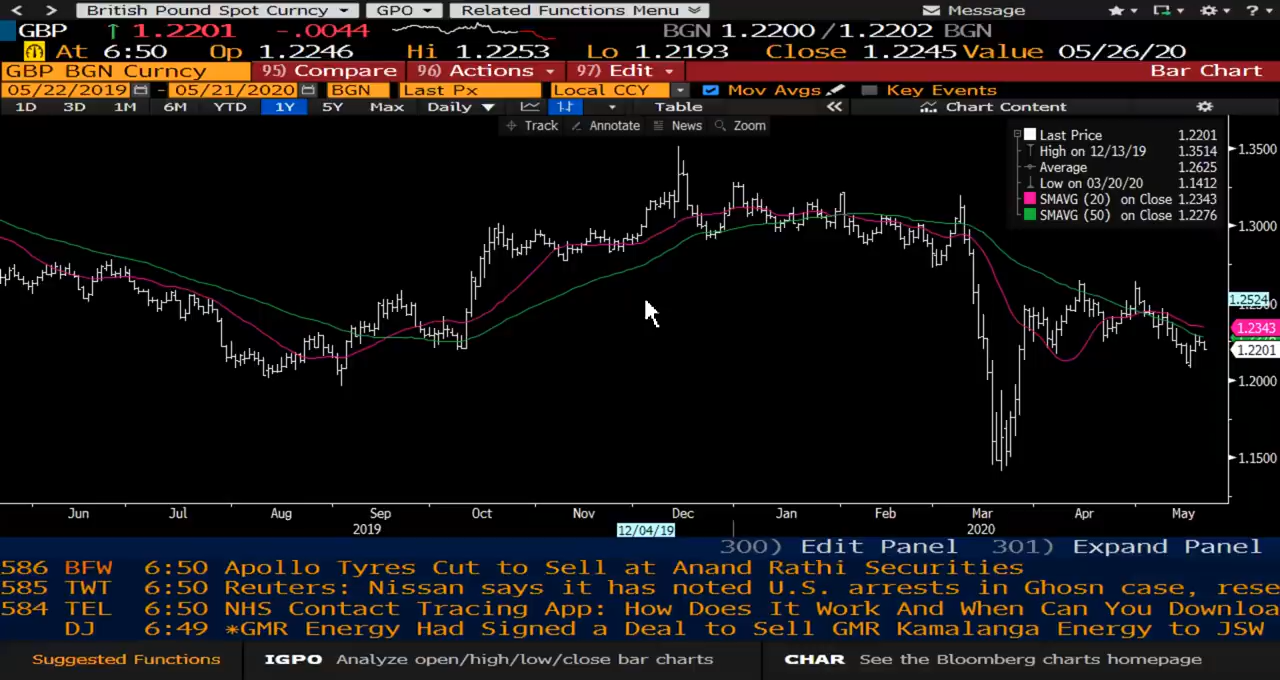 < > British Pound Spot Curncy GPO Related Functions Menu Message ?
GBP ↑ 1.2201 -.0044 BGN 1.2200/1.2202 BGN
At 6:50 Op 1.2246 Hi 1.2253 Lo 1.2193 Close 1.2245 Value 05/26/20
GBP BGN Curncy 95) Compare 96) Actions 97) Edit Bar Chart
05/22/2019 - 05/21/2020 BGN Last Px Local CCY Mov Avgs Key Events
1D 3D 1M 6M YTD 1Y 5Y Max Daily ▼ Table « Chart Content
Track Annotate News Zoom
Last Price 1.2201
High on 12/13/19 1.3514
Average 1.2625
Low on 03/20/20 1.1412
SMAVG (20) on Close 1.2343
SMAVG (50) on Close 1.2276
1.3500
1.3000
1.2524
1.2343
1.2201
1.2000
1.1500
Jun Jul Aug Sep Oct Nov Dec Jan Feb Mar Apr May
2019 12/04/19 2020
300) Edit Panel 301) Expand Panel
586 BFW 6:50 Apollo Tyres Cut to Sell at Anand Rathi Securities
585 TWT 6:50 Reuters: Nissan says it has noted U.S. arrests in Ghosn case, rese
584 TEL 6:50 NHS Contact Tracing App: How Does It Work And When Can You Downloa
DJ 6:49 *GMR Energy Had Signed a Deal to Sell GMR Kamalanga Energy to JSW
Suggested Functions IGPO Analyze open/high/low/close bar charts CHAR See the Bloomberg charts homepage